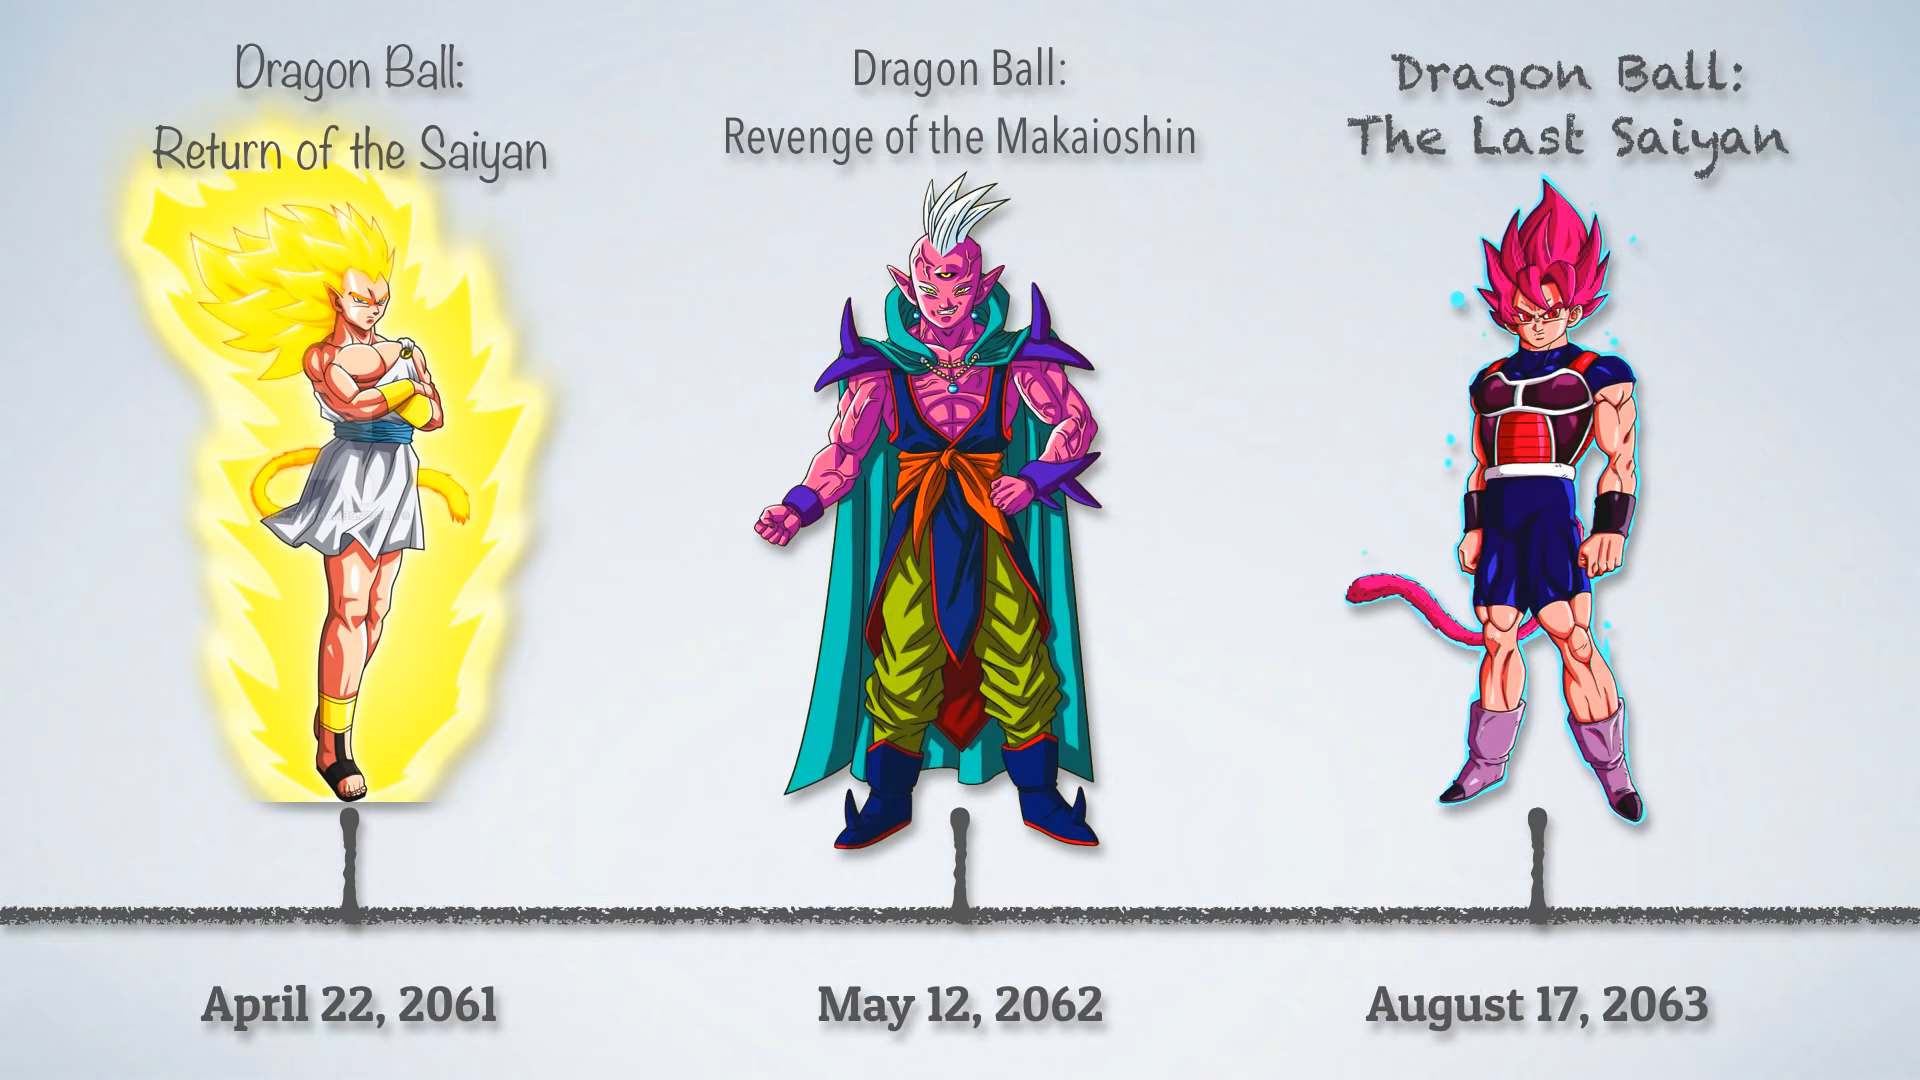 Dragon Ball:
Return of the Saiyan
Dragon Ball:
Revenge of the Makaioshin
Dragon Ball:
The Last Saiyan
April 22, 2061
May 12, 2062
August 17, 2063